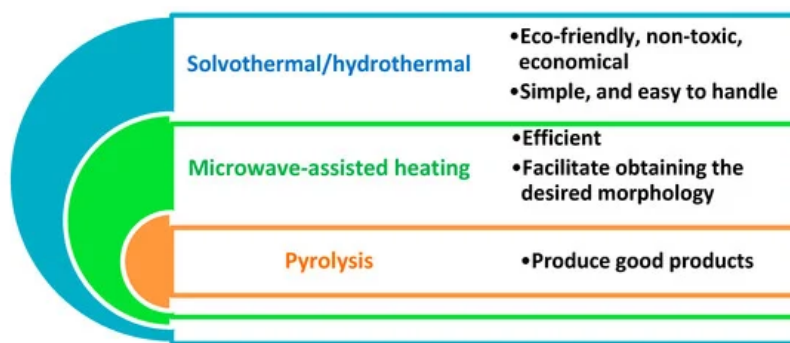 Solvothermal/hydrothermal
•Eco-friendly, non-toxic,
economical
•Simple, and easy to handle
Microwave-assisted heating
•Efficient
•Facilitate obtaining the
desired morphology
Pyrolysis
•Produce good products